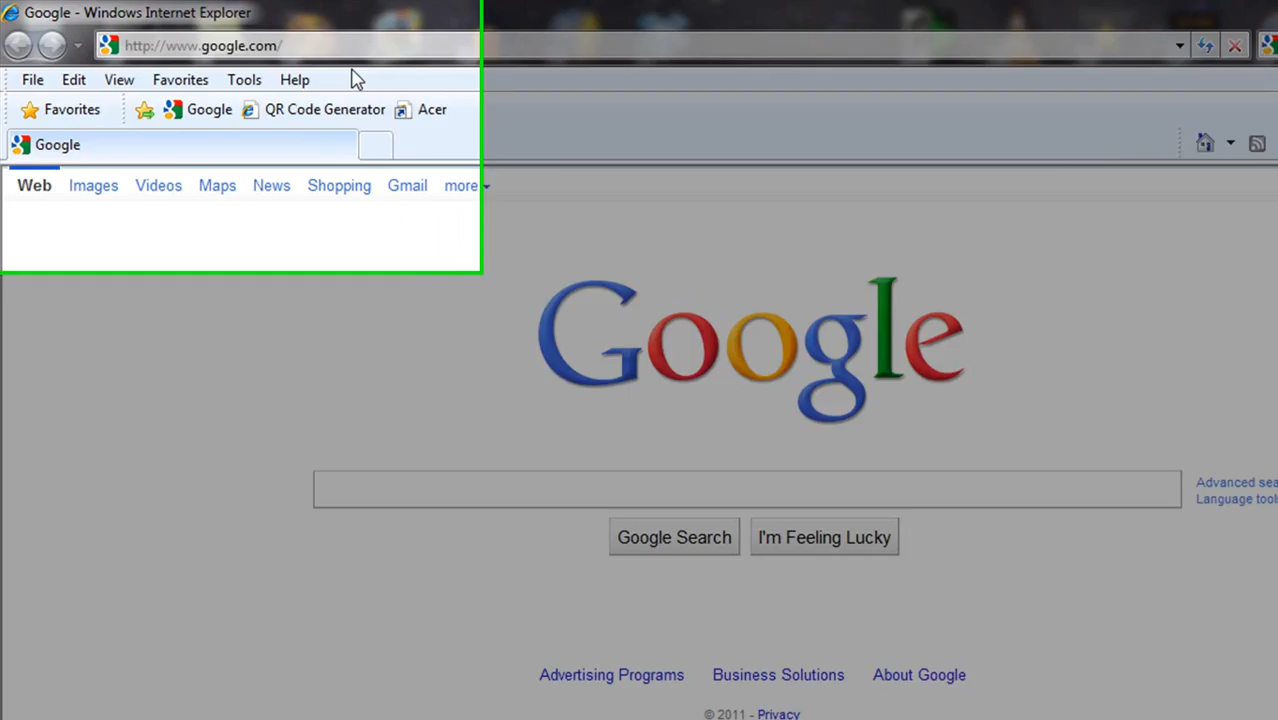 Google - Windows Internet Explorer
http://www.google.com/
File Edit View Favorites Tools Help
Favorites Google QR Code Generator Acer
Google
Web Images Videos Maps News Shopping Gmail more
Google
Advanced sea
Language tools
Google Search I'm Feeling Lucky
Advertising Programs Business Solutions About Google
© 2011 - Privacy